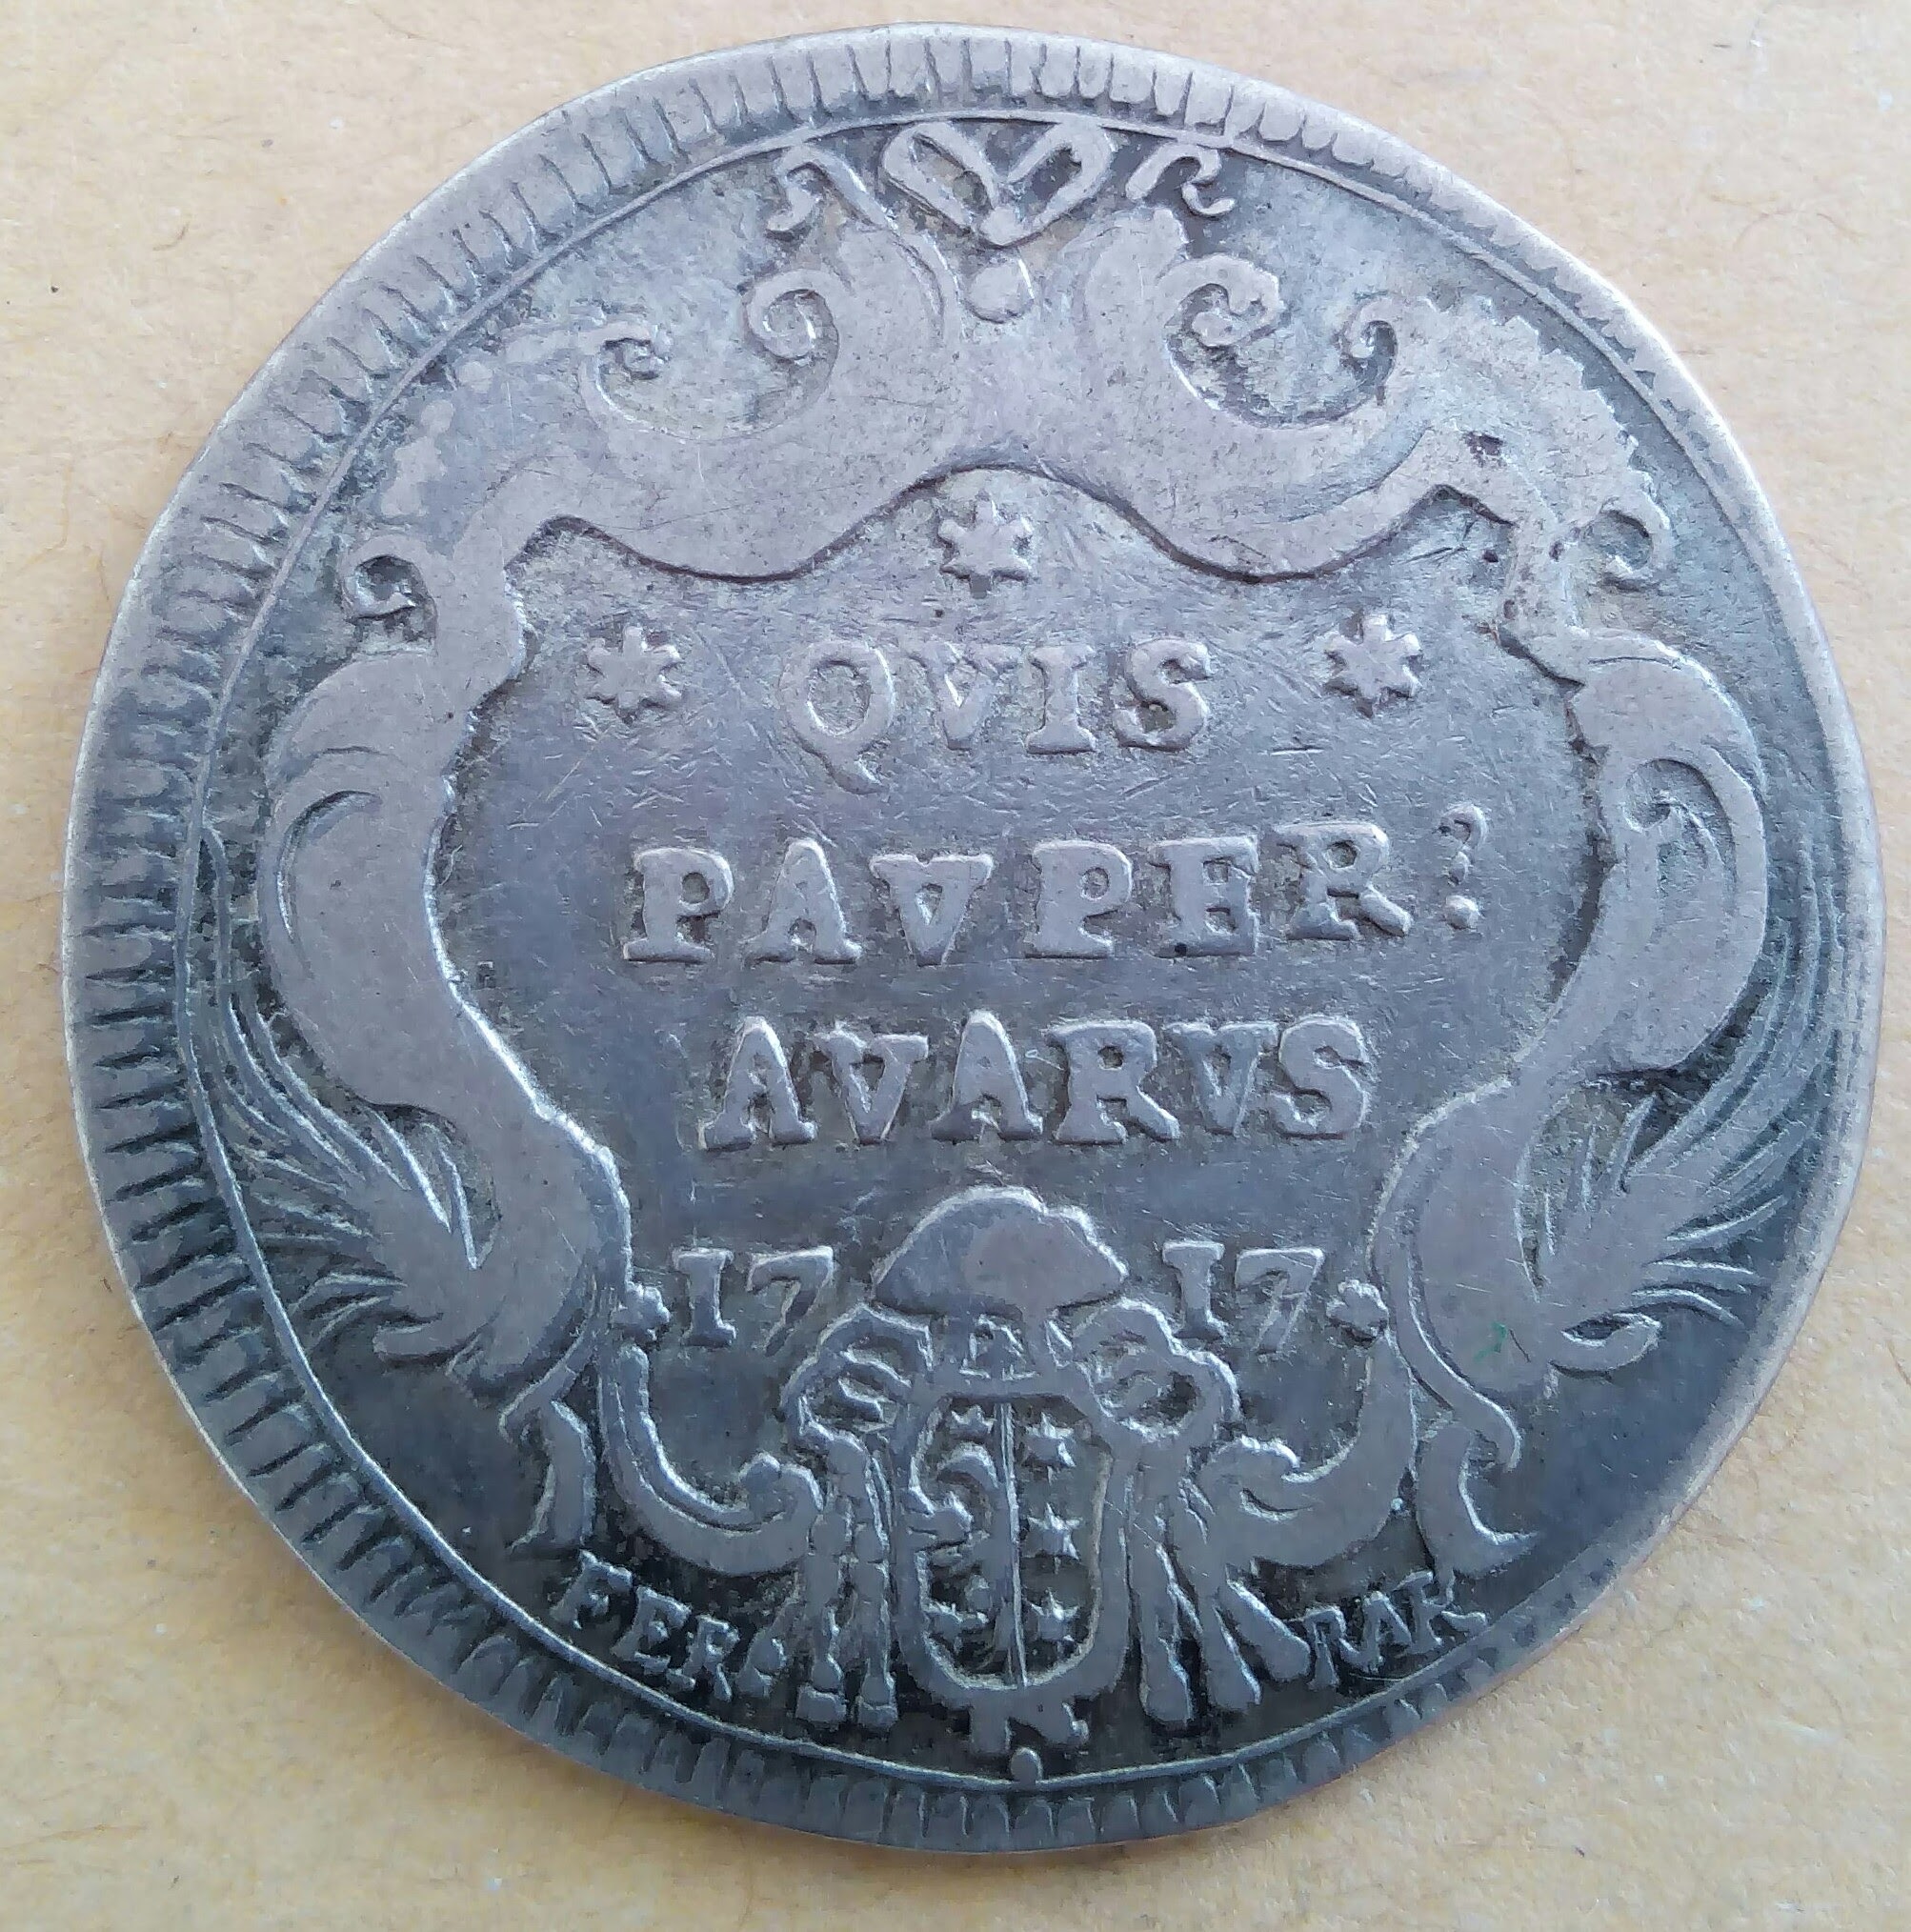 QVIS
PAVPER?
AVARVS
17 17
FER RAR